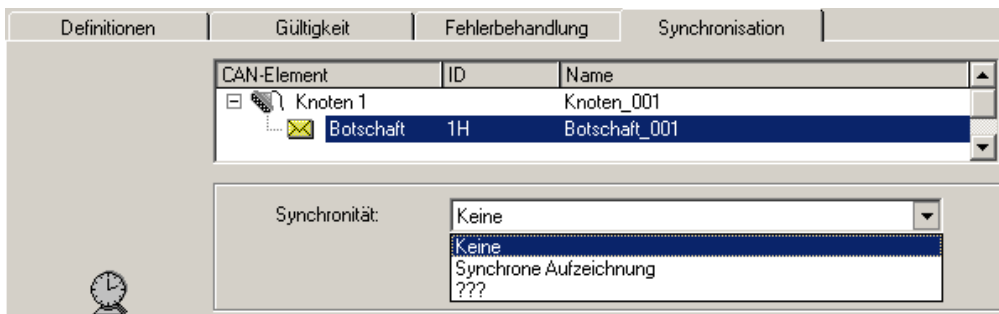 Definitionen Gültigkeit Fehlerbehandlung Synchronisation
CAN-Element ID Name
Knoten 1 Knoten_001
Botschaft 1H Botschaft_001
Synchronität: Keine
Keine
Synchrone Aufzeichnung
???